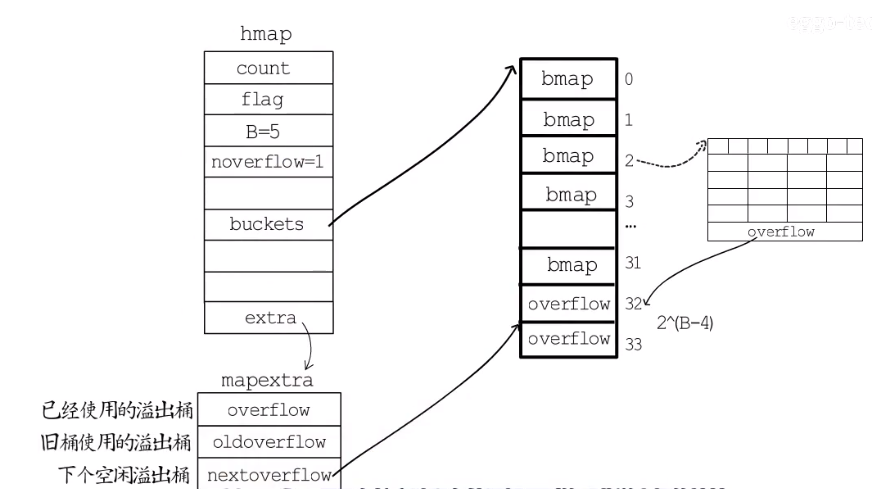 hmap
count
flag
B=5
noverflow=1
buckets
extra
bmap 0
bmap 1
bmap 2
bmap 3
...
bmap 31
overflow 32
overflow 33
2^(B-4)
overflow
mapextra
已经使用的溢出桶 overflow
旧桶使用的溢出桶 oldoverflow
下个空闲溢出桶 nextoverflow